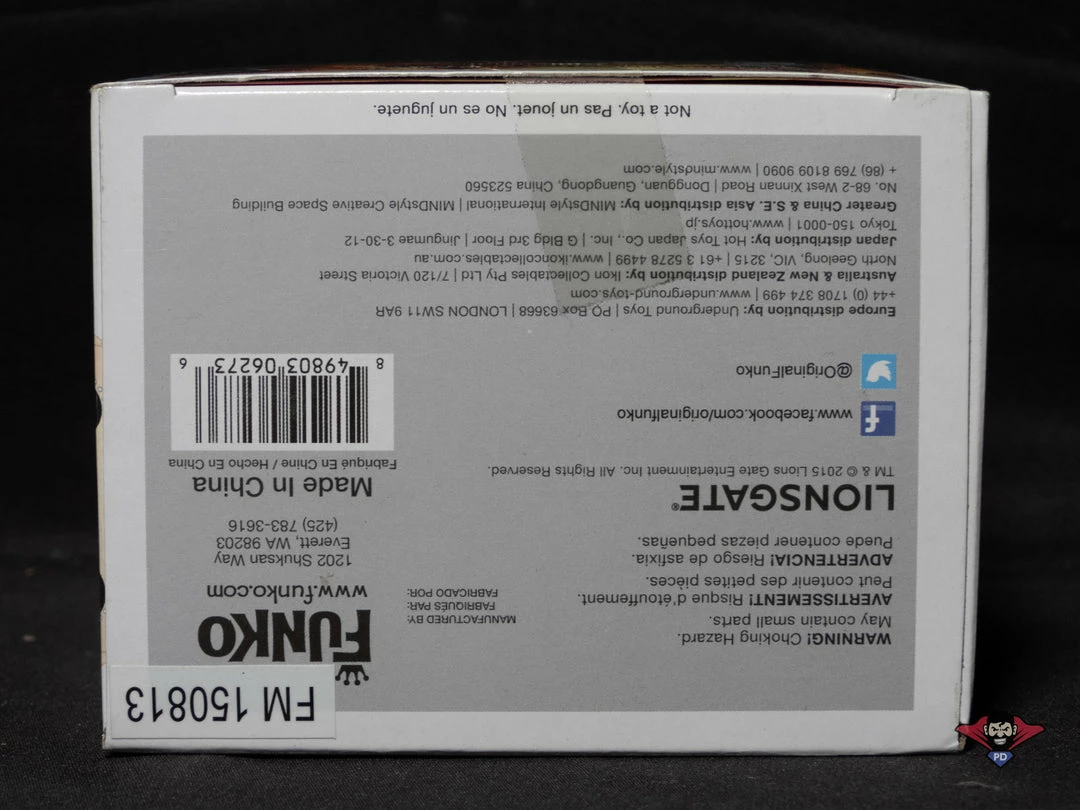 FM 150813
FUNKO
www.funko.com
1202 Shuksan Way
Everett, WA 98203
(425) 783-3616
Made In China
Fabriqué En Chine / Hecho En China
8 49803 06273 6
MANUFACTURED BY:
FABRIQUÉS PAR:
FABRICADO POR:
WARNING! Choking Hazard.
May contain small parts.
AVERTISSEMENT! Risque d'étouffement.
Peut contenir des petites pièces.
ADVERTENCIA! Riesgo de asfixia.
Puede contener piezas pequeñas.
LIONSGATE®
TM & © 2015 Lions Gate Entertainment Inc. All Rights Reserved.
www.facebook.com/originalfunko
@OriginalFunko
Europe distribution by: Underground Toys | PO Box 63668 | LONDON SW11 9AR
+44 (0) 1708 374 499 | www.underground-toys.com
Australia & New Zealand distribution by: Ikon Collectables Pty Ltd | 7/120 Victoria Street
North Geelong, VIC, 3215 | +61 3 5278 4499 | www.ikoncollectables.com.au
Japan distribution by: Hot Toys Japan Co., Inc. | G Bldg 3rd Floor | Jingumae 3-30-12
Tokyo 150-0001 | www.hottoys.jp
Greater China & S.E. Asia distribution by: MINDstyle International | MINDstyle Creative Space Building
No. 68-2 West Xinnan Road | Dongguan, Guangdong, China 523560
+ (86) 769 8109 9090 | www.mindstyle.com
Not a toy. Pas un jouet. No es un juguete.
PD